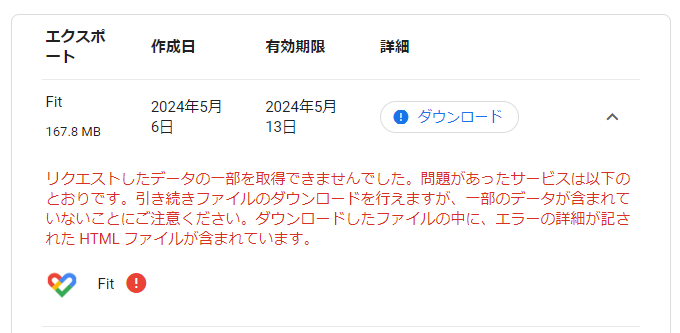 エクスポ
ート
作成日
有効期限
詳細
Fit
167.8 MB
2024年5月
6日
2024年5月
13日
ダウンロード
リクエストしたデータの一部を取得できませんでした。問題があったサービスは以下の
とおりです。引き続きファイルのダウンロードを行えますが、一部のデータが含まれて
いないことにご注意ください。ダウンロードしたファイルの中に、エラーの詳細が記さ
れた HTML ファイルが含まれています。
Fit